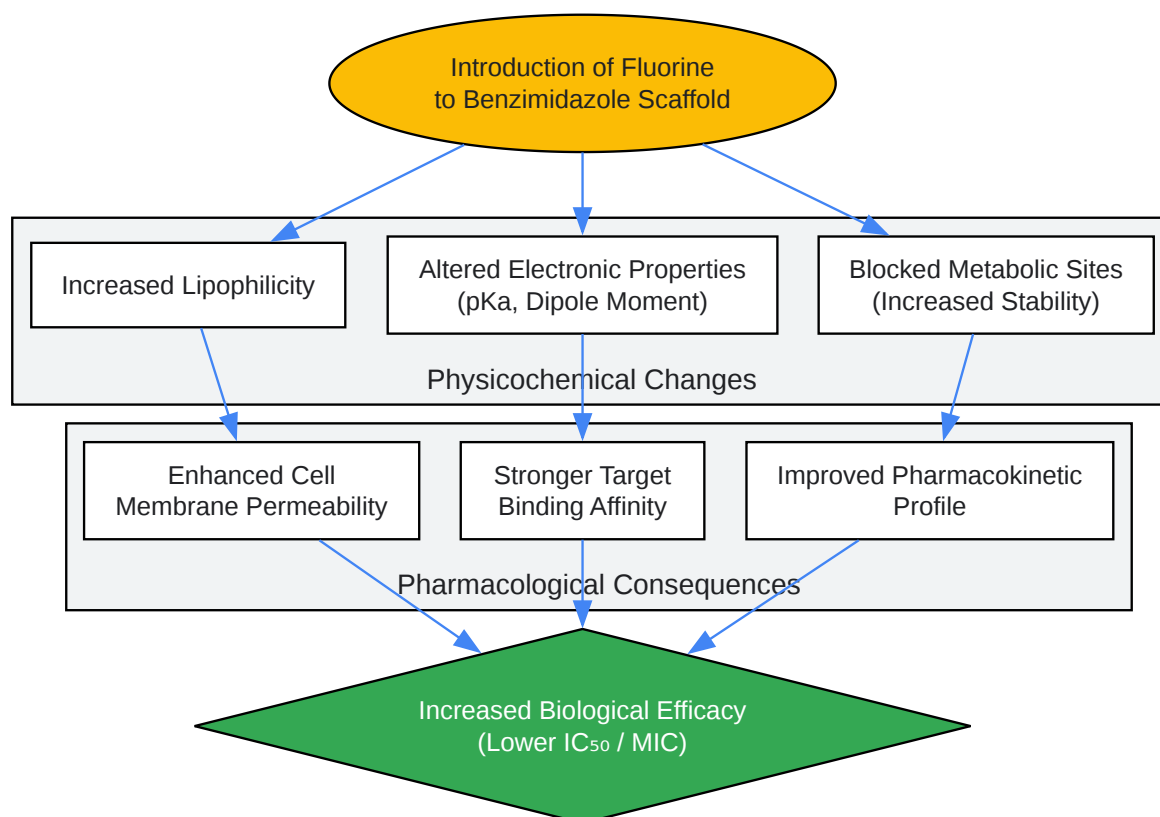 Introduction of Fluorine
to Benzimidazole Scaffold
Increased Lipophilicity
Altered Electronic Properties
(pKa, Dipole Moment)
Blocked Metabolic Sites
(Increased Stability)
Physicochemical Changes
Enhanced Cell
Membrane Permeability
Stronger Target
Binding Affinity
Improved Pharmacokinetic
Profile
Pharmacological Consequences
Increased Biological Efficacy
(Lower IC₅₀ / MIC)